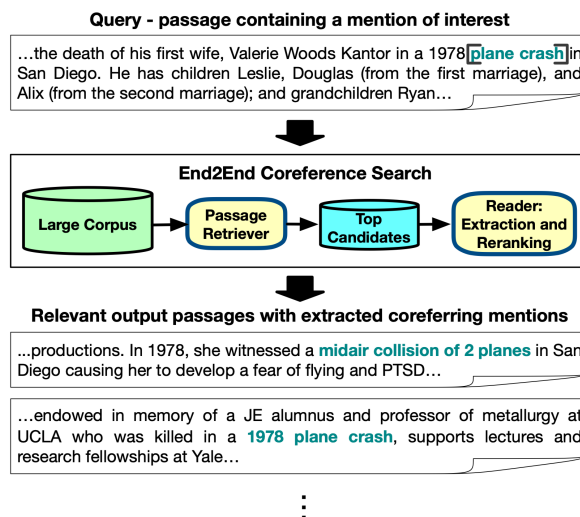 Query - passage containing a mention of interest
...the death of his first wife, Valerie Woods Kantor in a 1978 [plane crash] in
San Diego. He has children Leslie, Douglas (from the first marriage), and
Alix (from the second marriage); and grandchildren Ryan...
End2End Coreference Search
Large Corpus
Passage
Retriever
Top
Candidates
Reader:
Extraction and
Reranking
Relevant output passages with extracted coreferring mentions
...productions. In 1978, she witnessed a midair collision of 2 planes in San
Diego causing her to develop a fear of flying and PTSD...
...endowed in memory of a JE alumnus and professor of metallurgy at
UCLA who was killed in a 1978 plane crash, supports lectures and
research fellowships at Yale...